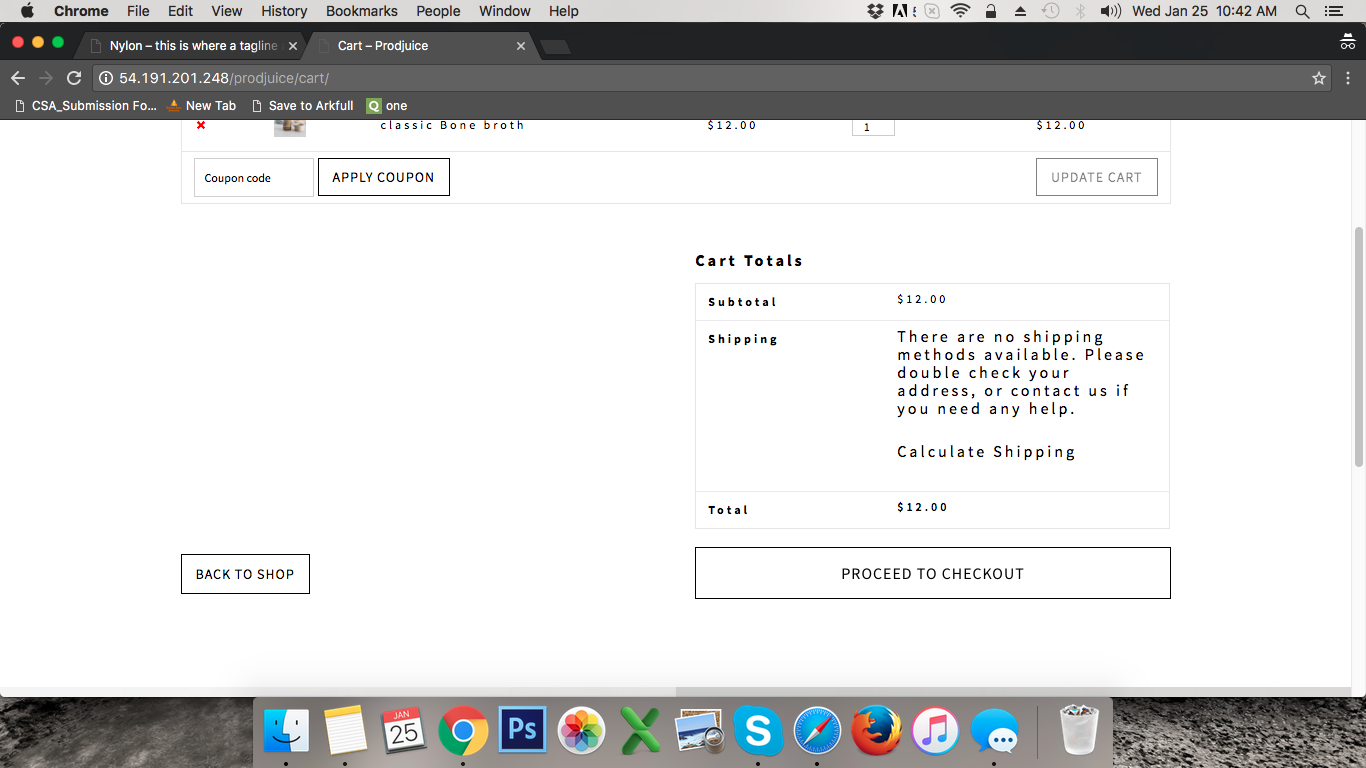 Chrome File Edit View History Bookmarks People Window Help 5 Wed Jan 25 10:42 AM
Nylon – this is where a tagline Cart – Prodjuice
54.191.201.248/prodjuice/cart/
CSA_Submission Fo... New Tab Save to Arkfull Q one
classic Bone broth $12.00 1 $12.00
Coupon code APPLY COUPON UPDATE CART
Cart Totals
Subtotal $12.00
Shipping There are no shipping
methods available. Please
double check your
address, or contact us if
you need any help.
Calculate Shipping
Total $12.00
BACK TO SHOP PROCEED TO CHECKOUT
JAN
25 Ps S